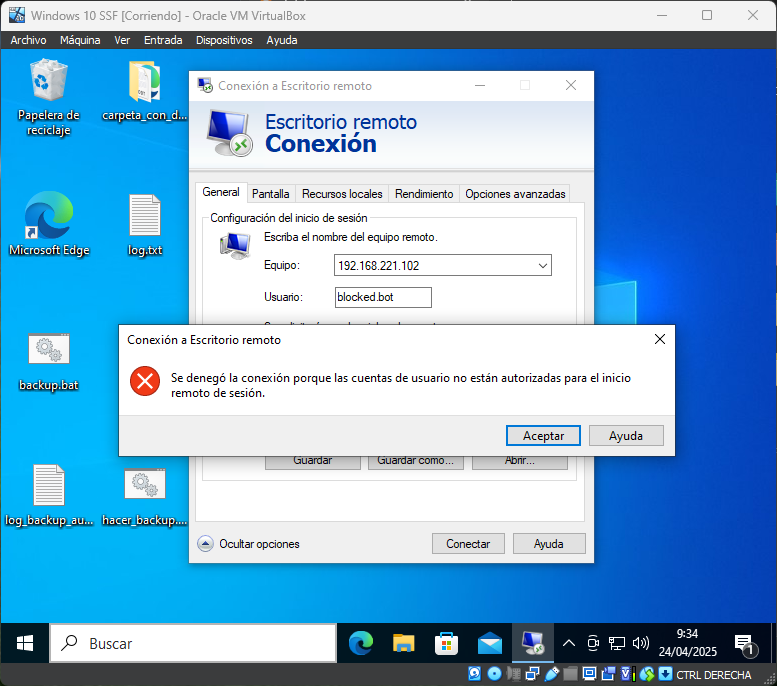 Windows 10 SSF [Corriendo] - Oracle VM VirtualBox
Archivo Máquina Ver Entrada Dispositivos Ayuda
Papelera de
reciclaje
carpeta_con_d...
Microsoft Edge
log.txt
backup.bat
log_backup_au...
hacer_backup....
Conexión a Escritorio remoto
Escritorio remoto
Conexión
General Pantalla Recursos locales Rendimiento Opciones avanzadas
Configuración del inicio de sesión
Escriba el nombre del equipo remoto.
Equipo: 192.168.221.102
Usuario: blocked.bot
Conexión a Escritorio remoto
Se denegó la conexión porque las cuentas de usuario no están autorizadas para el inicio
remoto de sesión.
Aceptar Ayuda
Guardar Guardar como... Abrir...
Ocultar opciones Conectar Ayuda
Buscar
9:34
24/04/2025
1
CTRL DERECHA